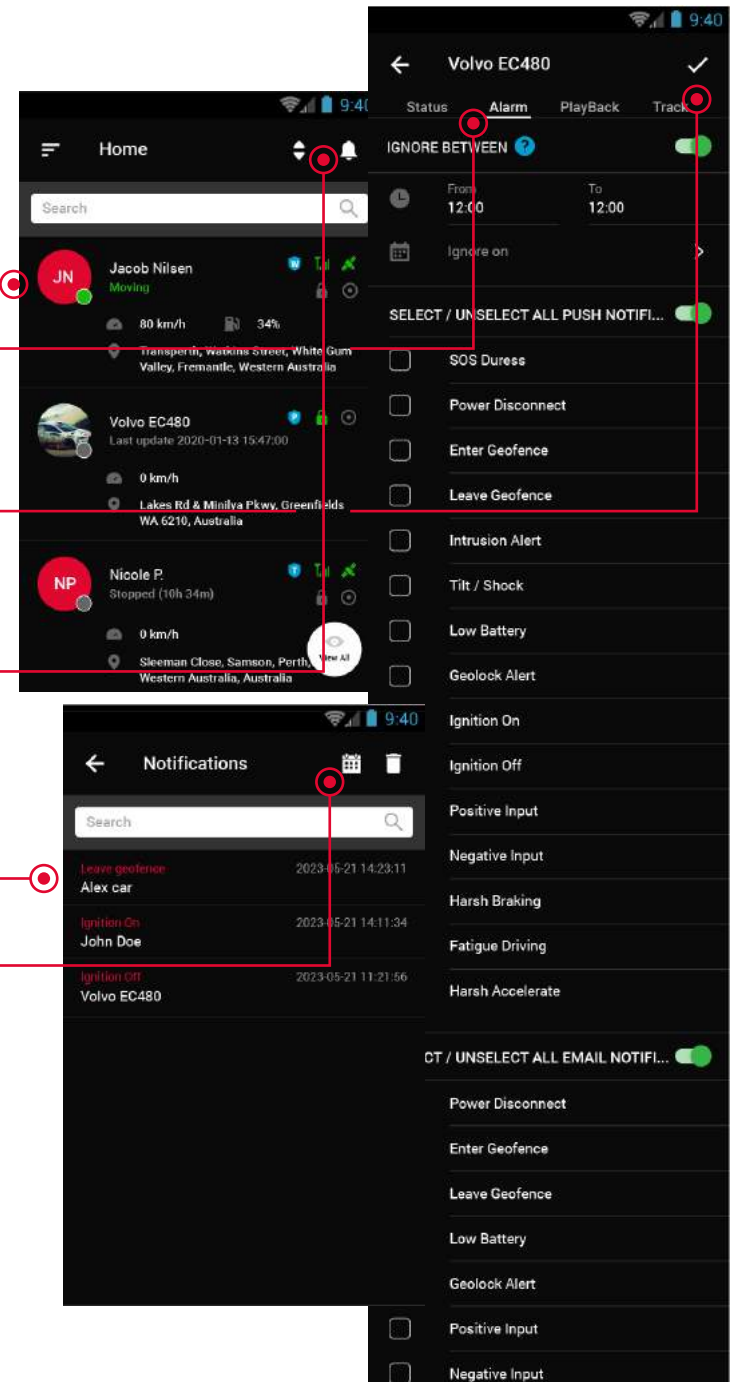 9:40
Home
Search
JN
Jacob Nilsen
Moving
80 km/h 34%
Transperth, Watkins Street, White Gum
Valley, Fremantle, Western Australia
Volvo EC480
Last update 2020-01-13 15:47:00
0 km/h
Lakes Rd & Minilya Pkwy, Greenfields
WA 6210, Australia
NP
Nicole P.
Stopped (10h 34m)
0 km/h
Sleeman Close, Samson, Perth,
Western Australia, Australia
View All
W
P
T
9:40
Notifications
Search
Leave geofence 2023-05-21 14:23:11
Alex car
Ignition On 2023-05-21 14:11:34
John Doe
Ignition Off 2023-05-21 11:21:56
Volvo EC480
9:40
Volvo EC480
Status Alarm PlayBack Track
IGNORE BETWEEN ?
From To
12:00 12:00
Ignore on
SELECT / UNSELECT ALL PUSH NOTIFI...
SOS Duress
Power Disconnect
Enter Geofence
Leave Geofence
Intrusion Alert
Tilt / Shock
Low Battery
Geolock Alert
Ignition On
Ignition Off
Positive Input
Negative Input
Harsh Braking
Fatigue Driving
Harsh Accelerate
CT / UNSELECT ALL EMAIL NOTIFI...
Power Disconnect
Enter Geofence
Leave Geofence
Low Battery
Geolock Alert
Positive Input
Negative Input